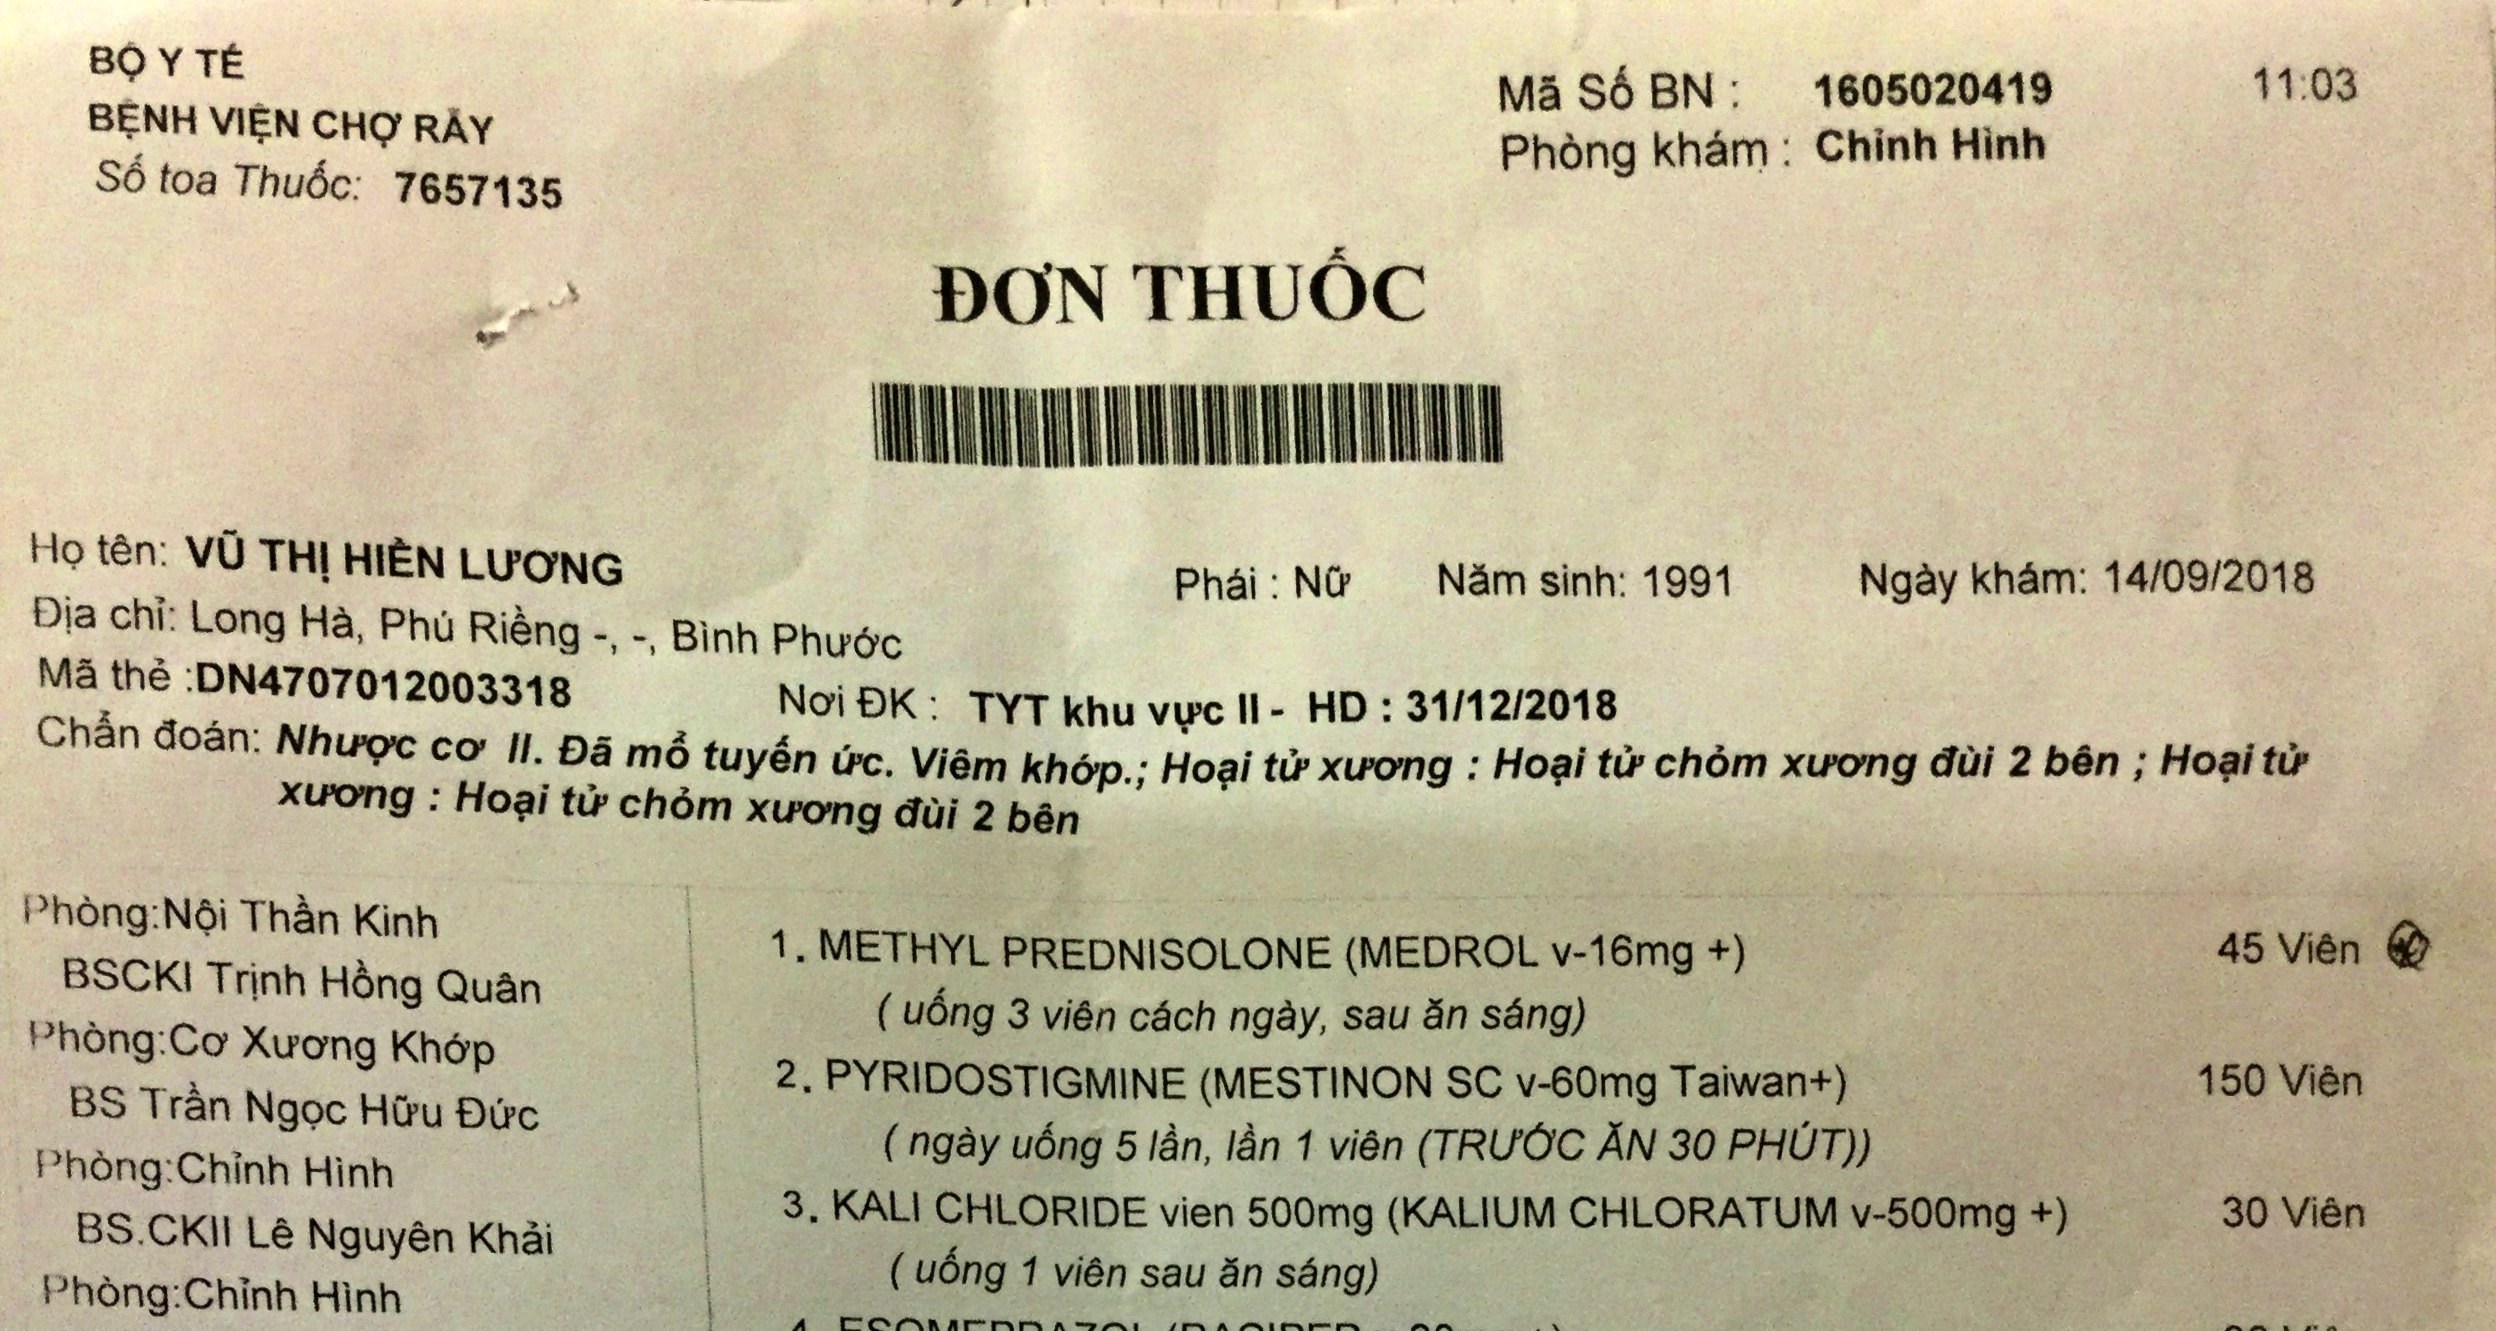 BỘ Y TẾ
BỆNH VIỆN CHỢ RẪY
Số toa Thuốc: 7657135
Mã Số BN : 1605020419 11:03
Phòng khám : Chỉnh Hình
ĐƠN THUỐC
Họ tên: VŨ THỊ HIỀN LƯƠNG Phái : Nữ Năm sinh: 1991 Ngày khám: 14/09/2018
Địa chỉ: Long Hà, Phú Riềng -, -, Bình Phước
Mã thẻ :DN4707012003318 Nơi ĐK : TYT khu vực II - HD : 31/12/2018
Chẩn đoán: Nhược cơ II. Đã mổ tuyến ức. Viêm khớp.; Hoại tử xương : Hoại tử chỏm xương đùi 2 bên ; Hoại tử
xương : Hoại tử chỏm xương đùi 2 bên
Phòng:Nội Thần Kinh
BSCKI Trịnh Hồng Quân
Phòng:Cơ Xương Khớp
BS Trần Ngọc Hữu Đức
Phòng:Chỉnh Hình
BS.CKII Lê Nguyên Khải
Phòng:Chỉnh Hình
1. METHYL PREDNISOLONE (MEDROL v-16mg +) 45 Viên
( uống 3 viên cách ngày, sau ăn sáng)
2. PYRIDOSTIGMINE (MESTINON SC v-60mg Taiwan+) 150 Viên
( ngày uống 5 lần, lần 1 viên (TRƯỚC ĂN 30 PHÚT))
3. KALI CHLORIDE vien 500mg (KALIUM CHLORATUM v-500mg +) 30 Viên
( uống 1 viên sau ăn sáng)